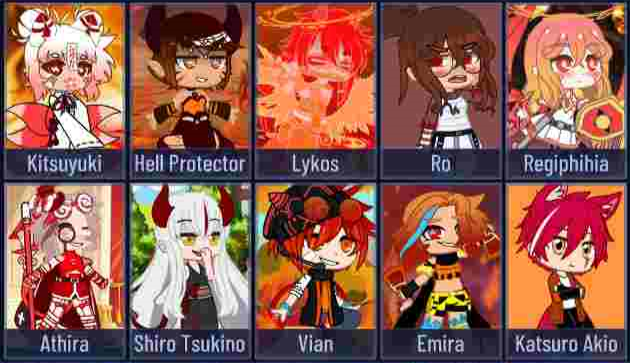 Kitsuyuki
Hell Protector
Lykos
Ro
Regiphihia
Athira
Shiro Tsukino
Vian
Emira
Katsuro Akio